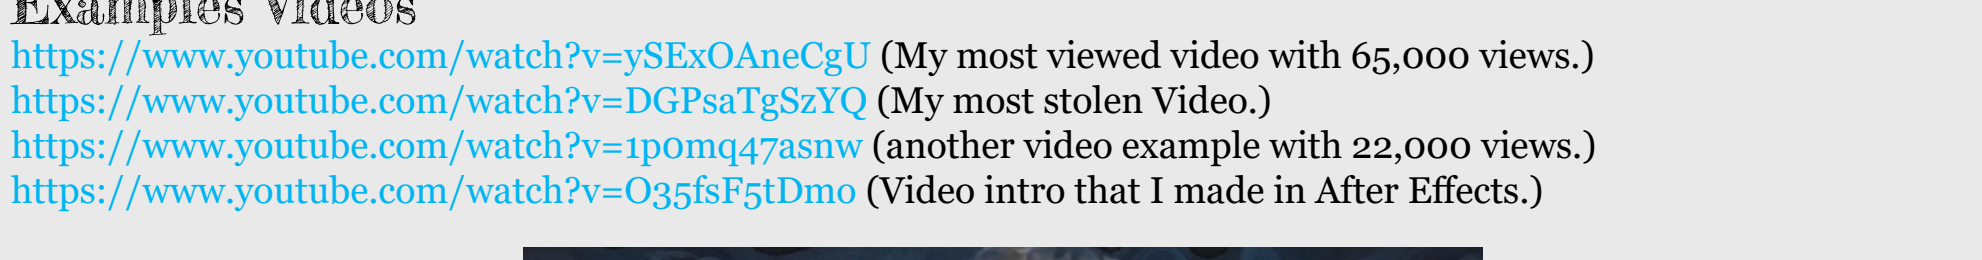 Examples Videos
https://www.youtube.com/watch?v=ySExOAneCgU (My most viewed video with 65,000 views.)
https://www.youtube.com/watch?v=DGPsaTgSzYQ (My most stolen Video.)
https://www.youtube.com/watch?v=1p0mq47asnw (another video example with 22,000 views.)
https://www.youtube.com/watch?v=O35fsF5tDmo (Video intro that I made in After Effects.)